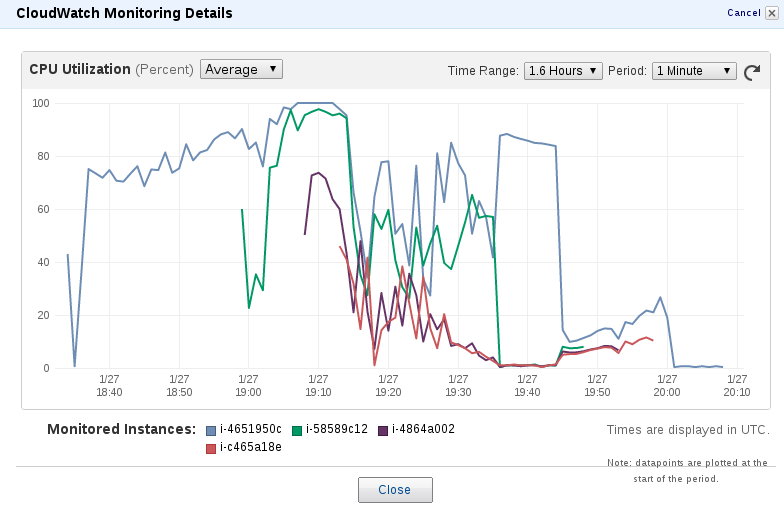 CloudWatch Monitoring Details
Cancel
CPU Utilization (Percent) Average Time Range: 1.6 Hours Period: 1 Minute
100
80
60
40
20
0
1/27 1/27 1/27 1/27 1/27 1/27 1/27 1/27 1/27 1/27
18:40 18:50 19:00 19:10 19:20 19:30 19:40 19:50 20:00 20:10
Monitored Instances: i-4651950c i-58589c12 i-4864a002
i-c465a18e
Times are displayed in UTC.
Note: datapoints are plotted at the
start of the period.
Close